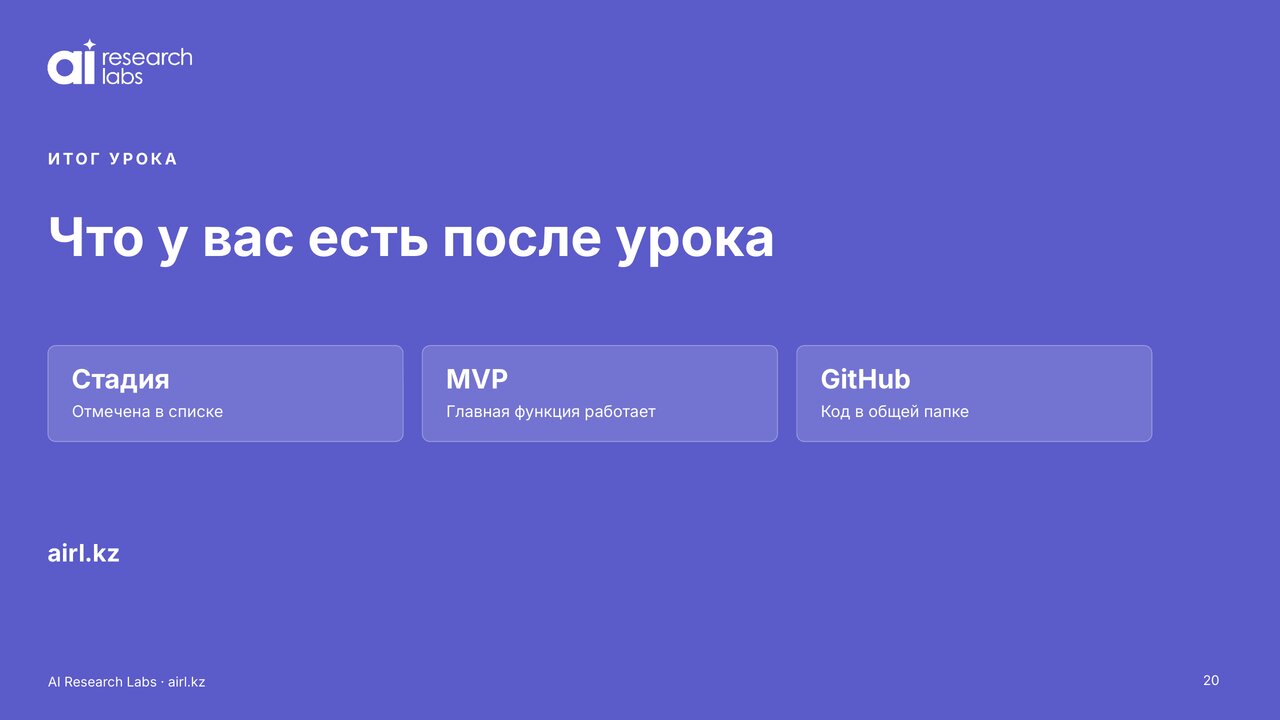 ai research
labs
ИТОГ УРОКА
Что у вас есть после урока
Стадия
Отмечена в списке
MVP
Главная функция работает
GitHub
Код в общей папке
airl.kz
AI Research Labs · airl.kz
20